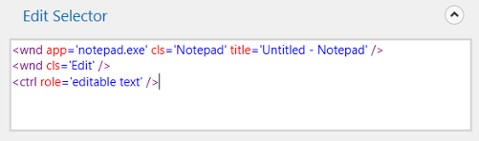 Edit Selector
<wnd app='notepad.exe' cls='Notepad' title='Untitled - Notepad' />
<wnd cls='Edit' />
<ctrl role='editable text' />